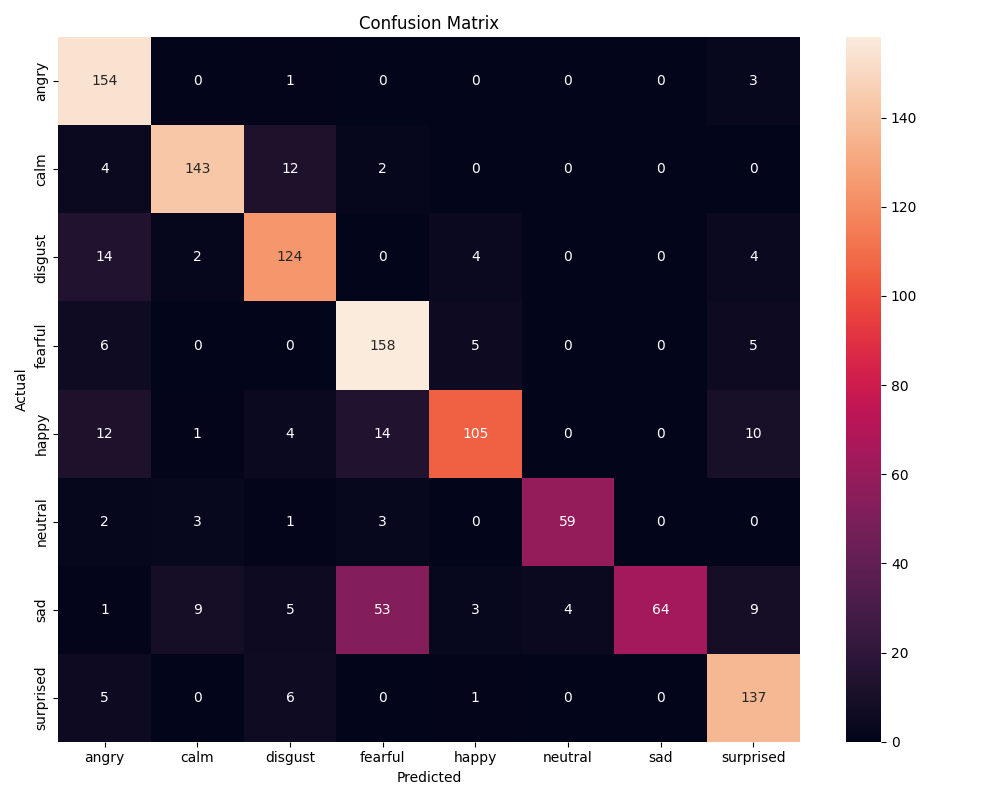 Confusion Matrix
Actual
angry 154 0 1 0 0 0 0 3
calm 4 143 12 2 0 0 0 0
disgust 14 2 124 0 4 0 0 4
fearful 6 0 0 158 5 0 0 5
happy 12 1 4 14 105 0 0 10
neutral 2 3 1 3 0 59 0 0
sad 1 9 5 53 3 4 64 9
surprised 5 0 6 0 1 0 0 137
angry calm disgust fearful happy neutral sad surprised
Predicted
140
120
100
80
60
40
20
0